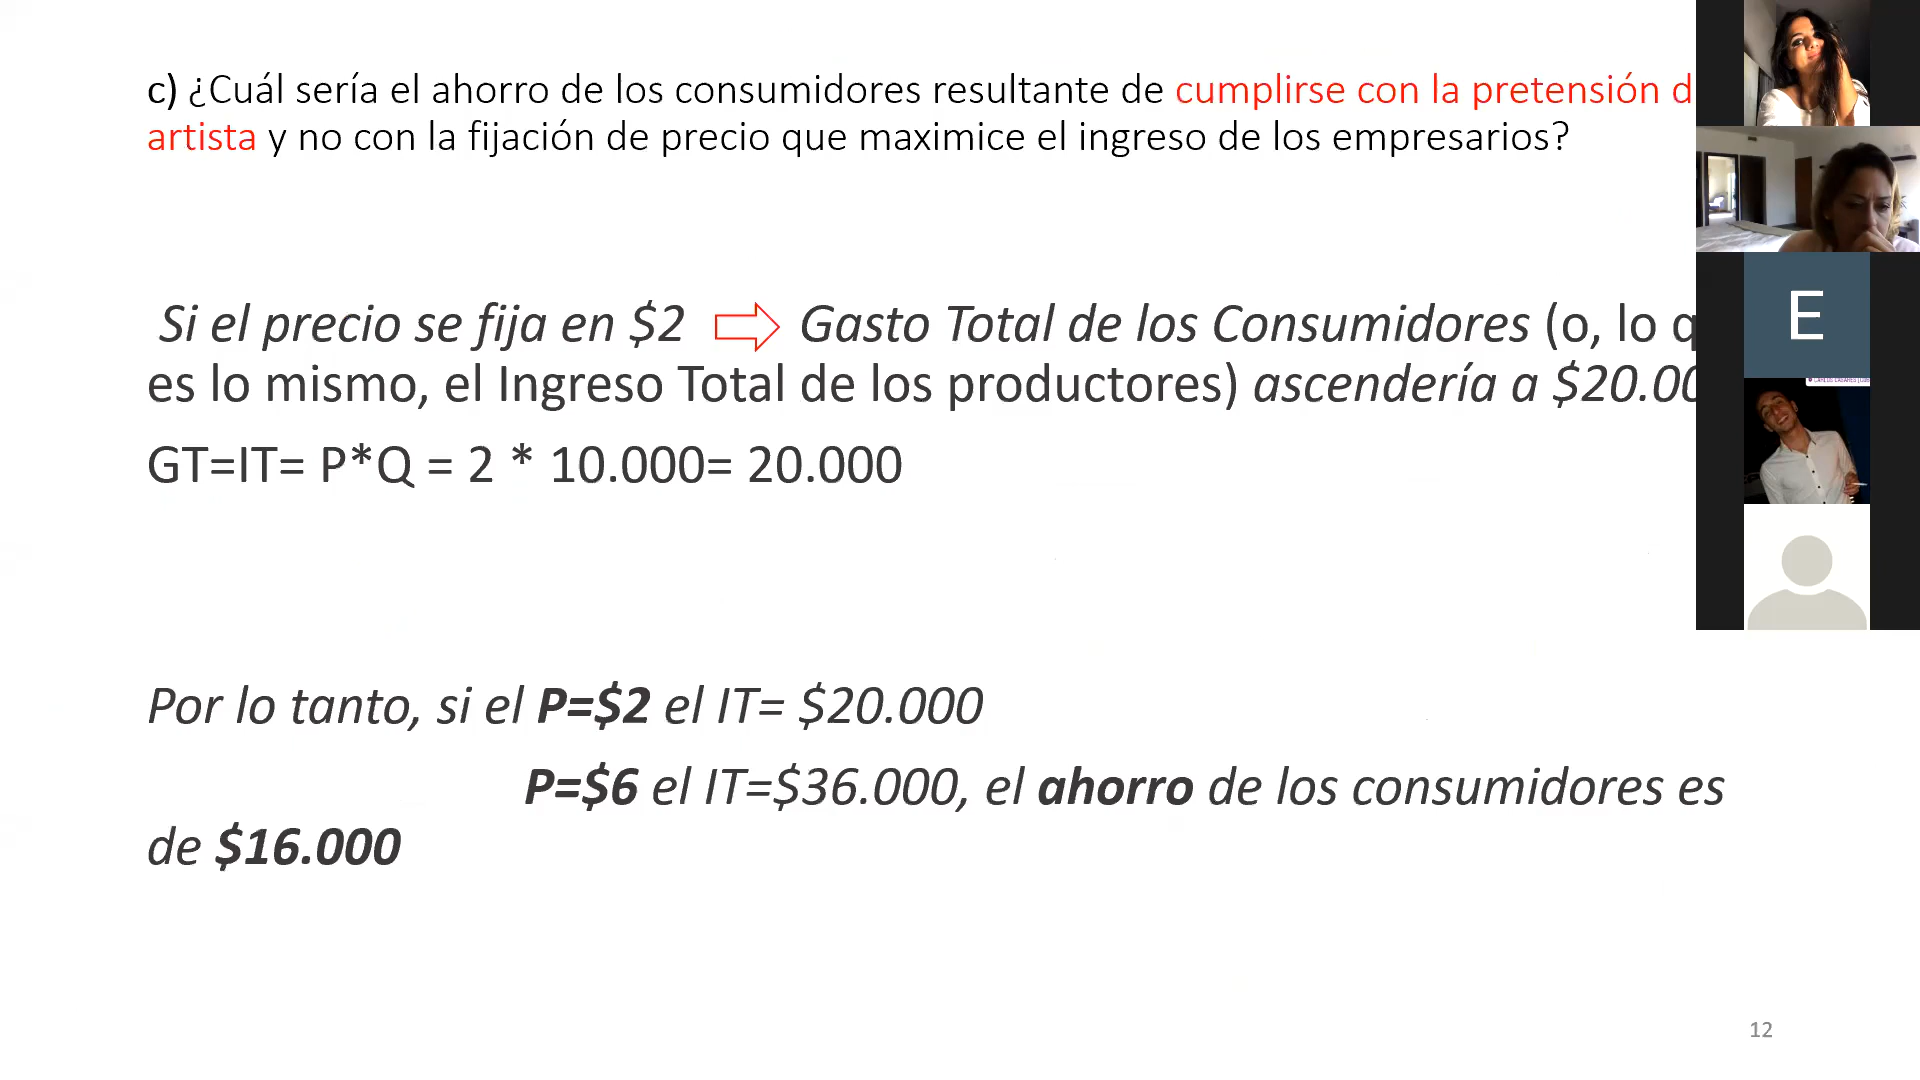 c) ¿Cuál sería el ahorro de los consumidores resultante de cumplirse con la pretensión d
artista y no con la fijación de precio que maximice el ingreso de los empresarios?
Si el precio se fija en $2 Gasto Total de los Consumidores (o, lo q
es lo mismo, el Ingreso Total de los productores) ascendería a $20.00
GT=IT= P*Q = 2 * 10.000= 20.000
Por lo tanto, si el P=$2 el IT= $20.000
P=$6 el IT=$36.000, el ahorro de los consumidores es
de $16.000
E
12